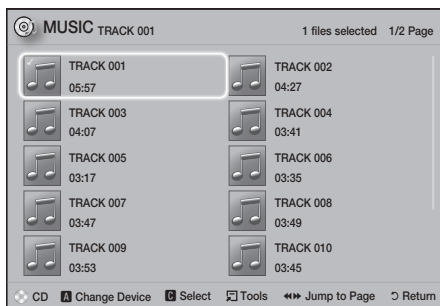 MUSIC TRACK 001 1 files selected 1/2 Page
TRACK 001 TRACK 002
05:57 04:27
TRACK 003 TRACK 004
04:07 03:41
TRACK 005 TRACK 006
03:17 03:35
TRACK 007 TRACK 008
03:47 03:49
TRACK 009 TRACK 010
03:53 03:45
CD A Change Device C Select Tools Jump to Page Return